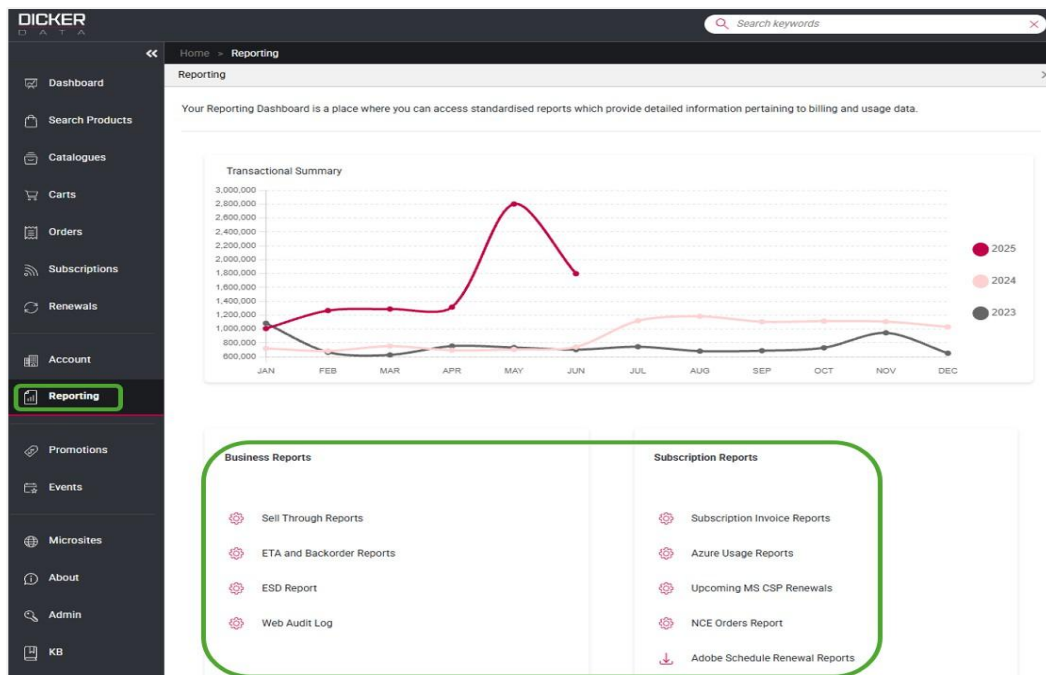 DICKER
DATA
Search keywords
Home > Reporting
Dashboard
Search Products
Catalogues
Carts
Orders
Subscriptions
Renewals
Account
Reporting
Promotions
Events
Microsites
About
Admin
KB
Reporting
Your Reporting Dashboard is a place where you can access standardised reports which provide detailed information pertaining to billing and usage data.
Transactional Summary
3,000,000
2,800,000
2,600,000
2,400,000
2,200,000
2,000,000
1,800,000
1,600,000
1,400,000
1,200,000
1,000,000
800,000
600,000
JAN FEB MAR APR MAY JUN JUL AUG SEP OCT NOV DEC
2025
2024
2023
Business Reports
Sell Through Reports
ETA and Backorder Reports
ESD Report
Web Audit Log
Subscription Reports
Subscription Invoice Reports
Azure Usage Reports
Upcoming MS CSP Renewals
NCE Orders Report
Adobe Schedule Renewal Reports